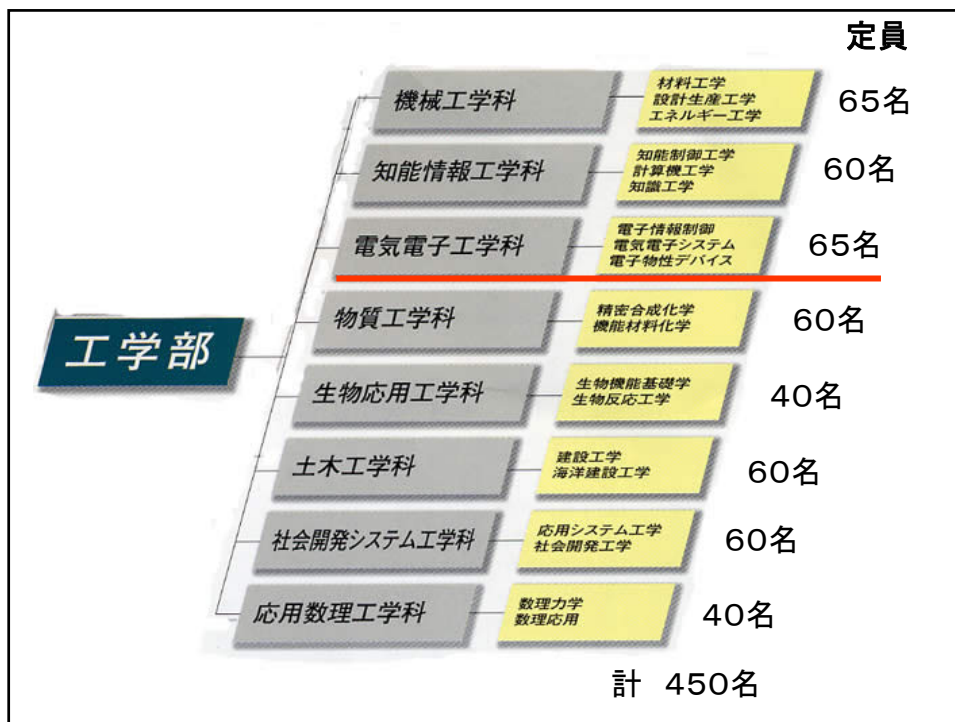 定員
機械工学科
材料工学
設計生産工学
エネルギー工学
65名
知能情報工学科
知能制御工学
計算機工学
知識工学
60名
電気電子工学科
電子情報制御
電気電子システム
電子物性デバイス
65名
物質工学科
精密合成化学
機能材料化学
60名
工学部
生物応用工学科
生物機能基礎学
生物反応工学
40名
土木工学科
建設工学
海洋建設工学
60名
社会開発システム工学科
応用システム工学
社会開発工学
60名
応用数理工学科
数理力学
数理応用
40名
計 450名